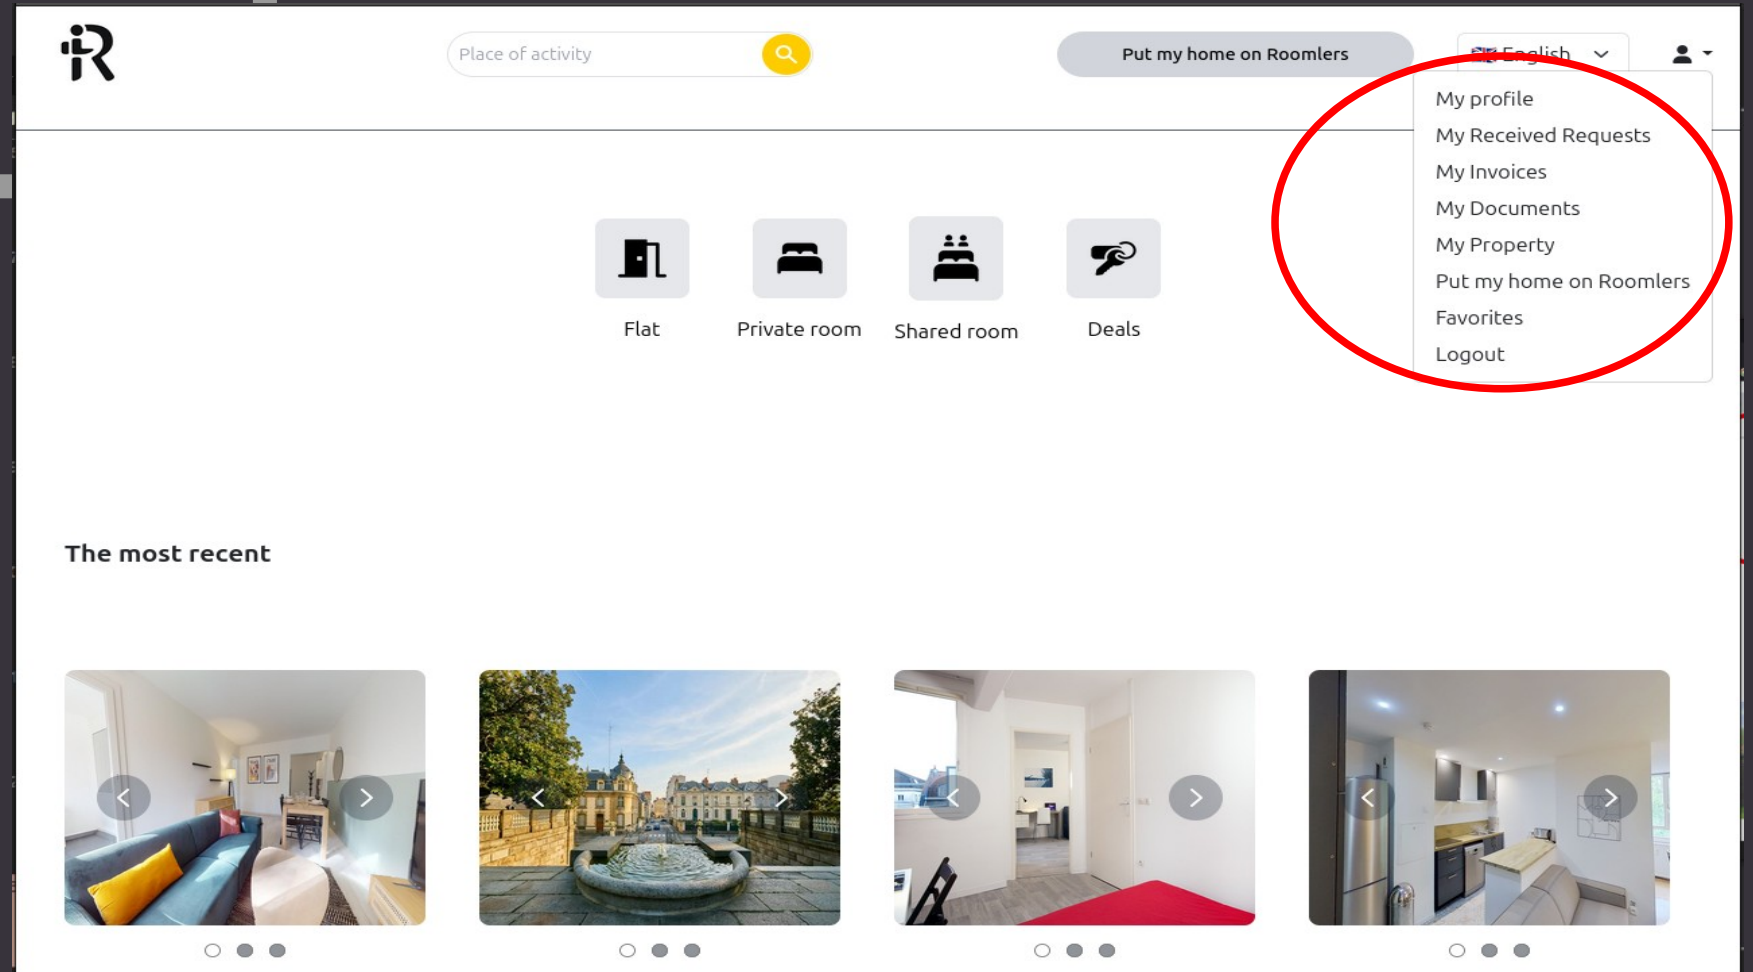 Place of activity
Put my home on Roomlers
English
My profile
My Received Requests
My Invoices
My Documents
My Property
Put my home on Roomlers
Favorites
Logout
Flat
Private room
Shared room
Deals
The most recent